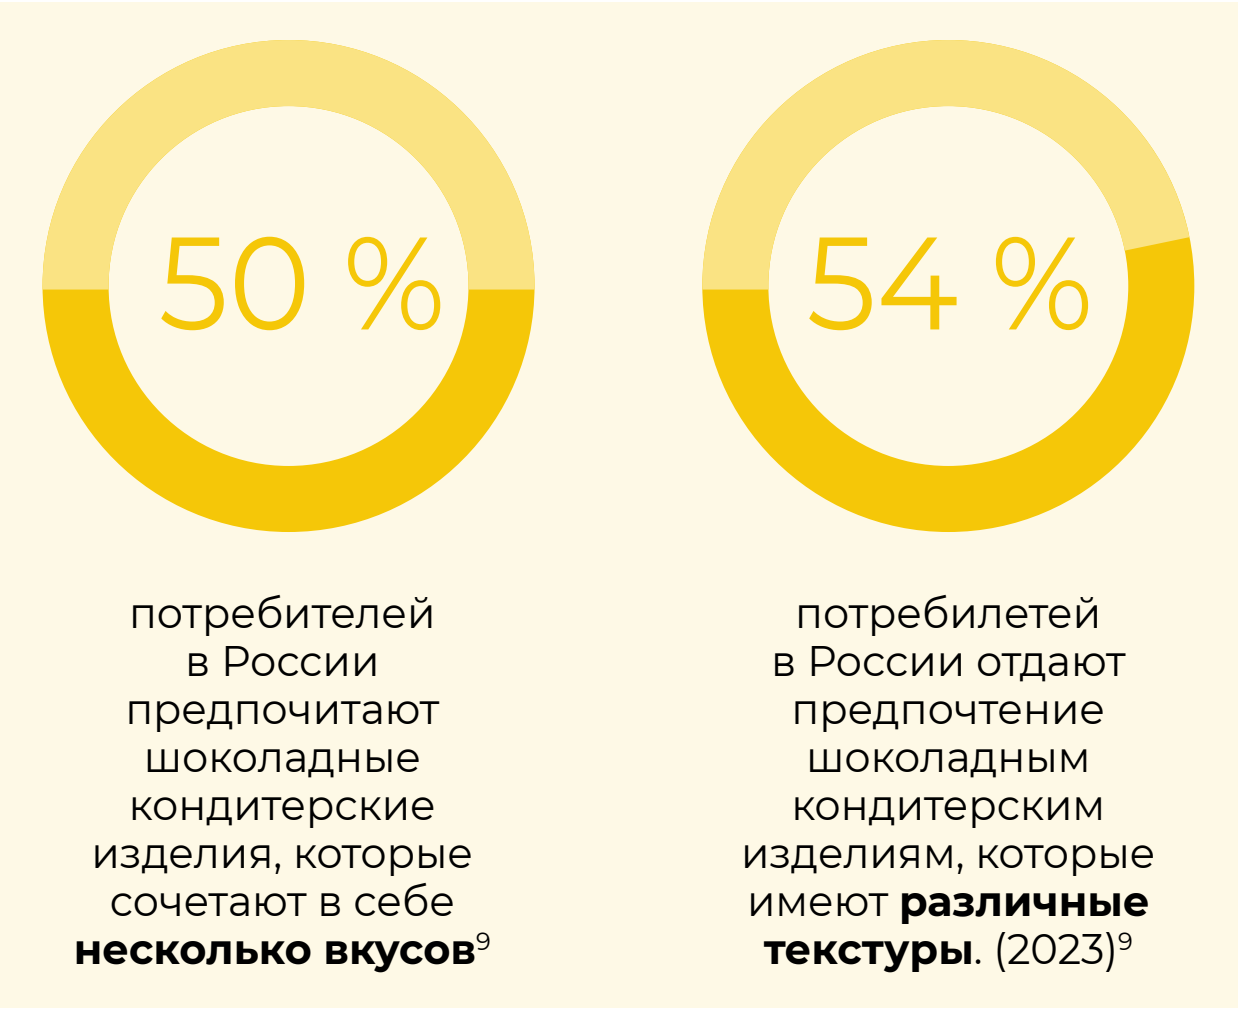 50 %
потребителей
в России
предпочитают
шоколадные
кондитерские
изделия, которые
сочетают в себе
несколько вкусов⁹
54 %
потребилетей
в России отдают
предпочтение
шоколадным
кондитерским
изделиям, которые
имеют различные
текстуры. (2023)⁹